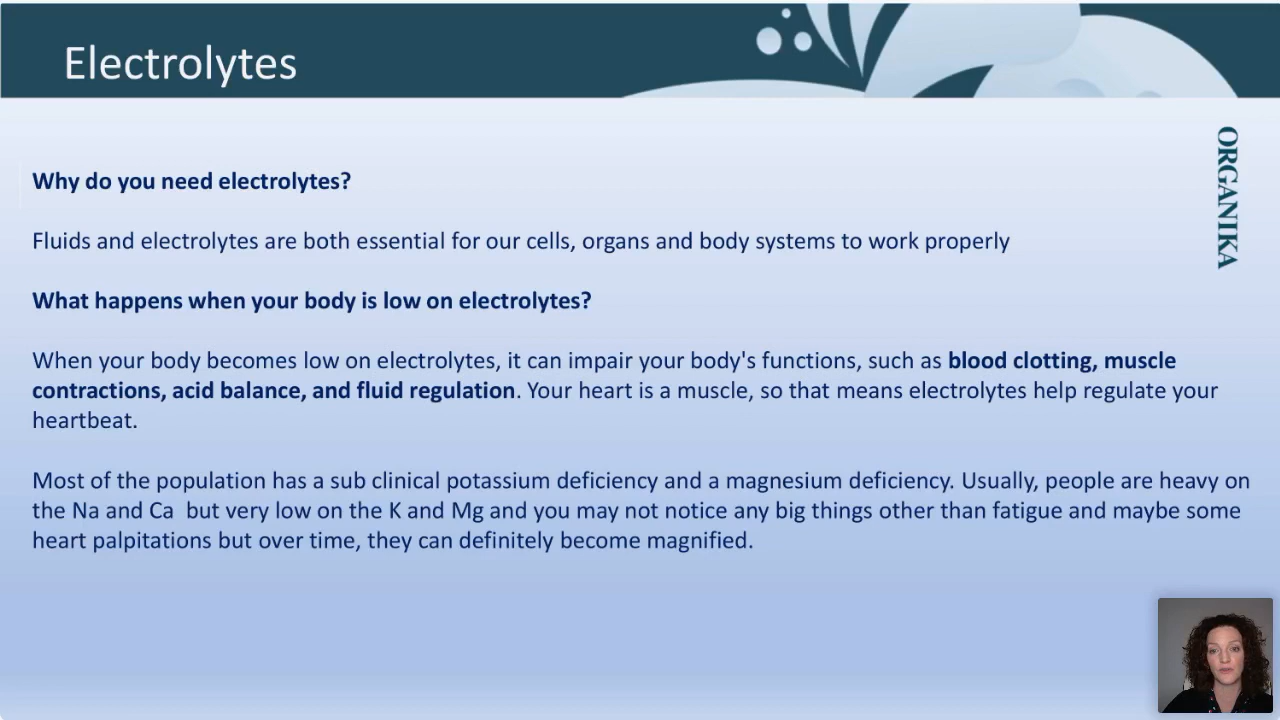 Electrolytes
ORGANIKA
Why do you need electrolytes?
Fluids and electrolytes are both essential for our cells, organs and body systems to work properly
What happens when your body is low on electrolytes?
When your body becomes low on electrolytes, it can impair your body's functions, such as blood clotting, muscle
contractions, acid balance, and fluid regulation. Your heart is a muscle, so that means electrolytes help regulate your
heartbeat.
Most of the population has a sub clinical potassium deficiency and a magnesium deficiency. Usually, people are heavy on
the Na and Ca  but very low on the K and Mg and you may not notice any big things other than fatigue and maybe some
heart palpitations but over time, they can definitely become magnified.